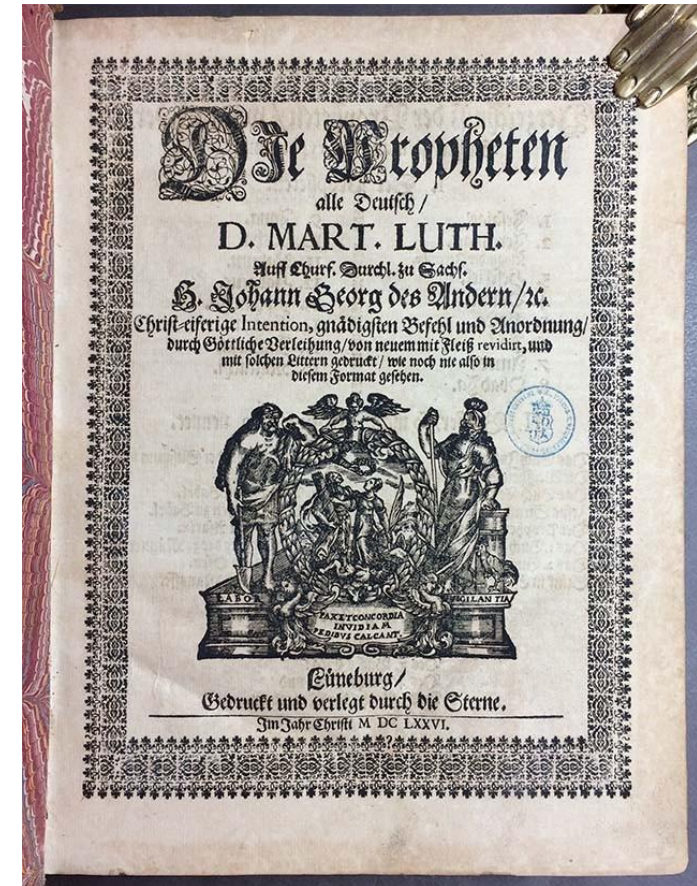 DIe Propheten
alle Deutsch/
D. MART. LUTH.
Auff Churf. Durchl. zu Sachs.
H. Johann Georg des Andern/ꝛc.
Christ-eiferige Intention, gnädigsten Befehl und Anordnung/
durch Göttliche Verleihung/von neuem mit Fleiß revidirt, und
mit solchen Littern gedruckt/ wie noch nie also in
diesem Format gesehen.
LABOR
VIGILANTIA
PAX ET CONCORDIA
INVIDIAM
PEDIBVS CALCANT.
Lüneburg/
Gedruckt und verlegt durch die Sterne.
Im Jahr Christi M DC LXXVI.